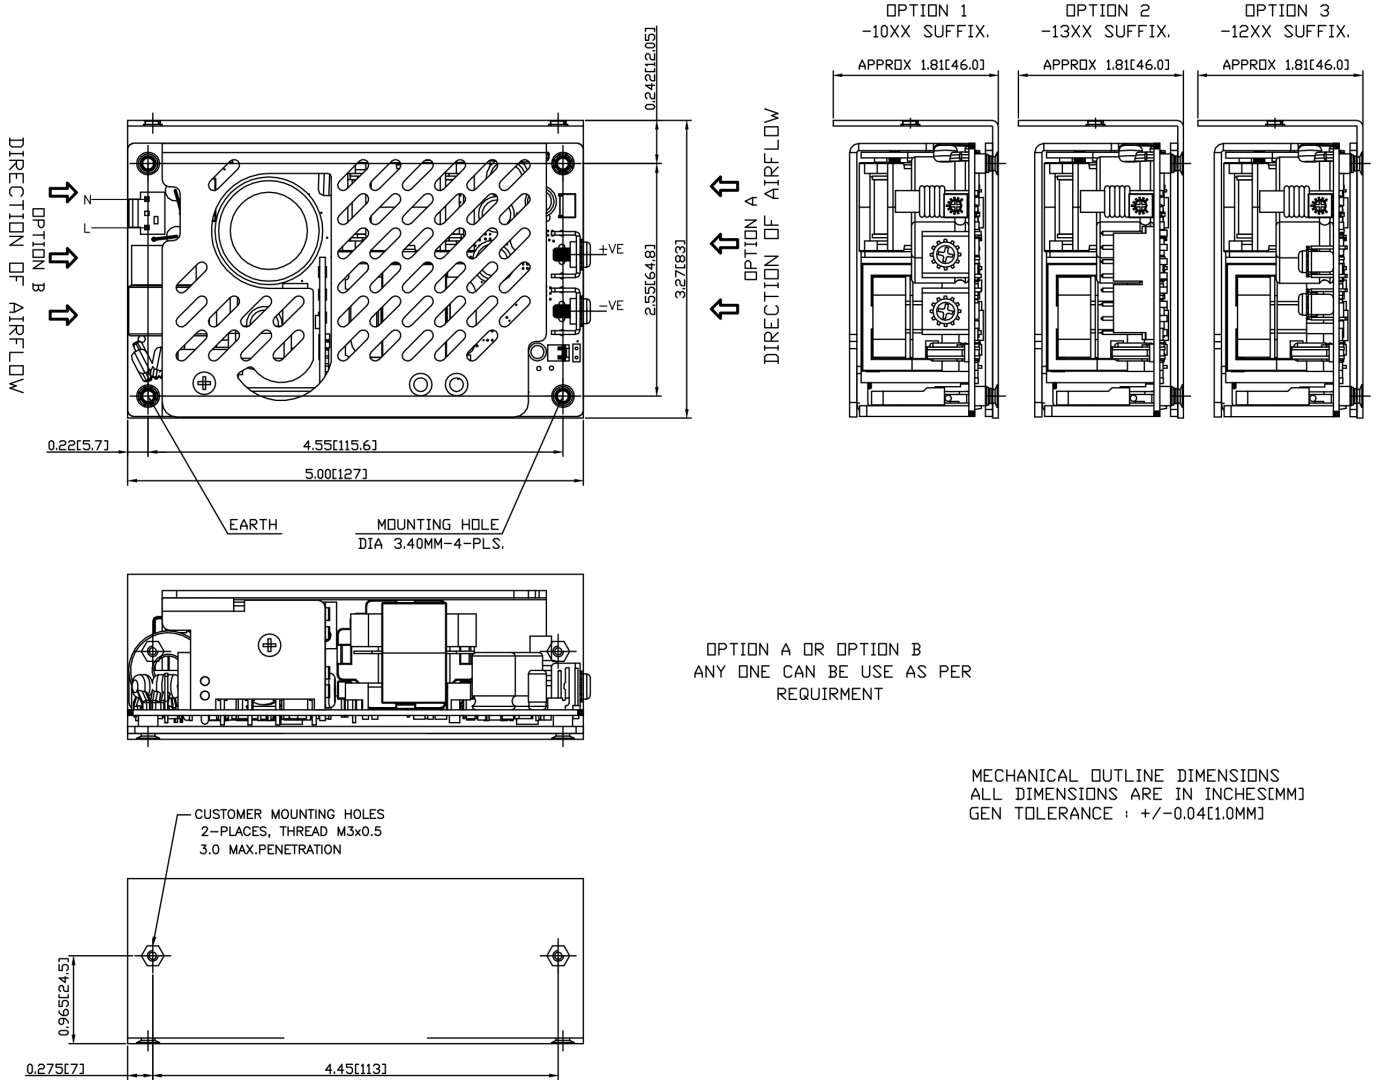 OPTION 1
-10XX SUFFIX.
OPTION 2
-13XX SUFFIX.
OPTION 3
-12XX SUFFIX.
APPROX 1.81[46.0]
APPROX 1.81[46.0]
APPROX 1.81[46.0]
0.242[12.05]
DIRECTION OF AIRFLOW
OPTION B
N
L
+VE
-VE
2.55[64.8]
3.27[83]
OPTION A
DIRECTION OF AIRFLOW
0.22[5.7]
4.55[115.6]
5.00[127]
EARTH
MOUNTING HOLE
DIA 3.40MM-4-PLS.
OPTION A OR OPTION B
ANY ONE CAN BE USE AS PER
REQUIRMENT
MECHANICAL OUTLINE DIMENSIONS
ALL DIMENSIONS ARE IN INCHES[MM]
GEN TOLERANCE : +/-0.04[1.0MM]
CUSTOMER MOUNTING HOLES
2-PLACES, THREAD M3x0.5
3.0 MAX.PENETRATION
0.965[24.5]
0.275[7]
4.45[113]